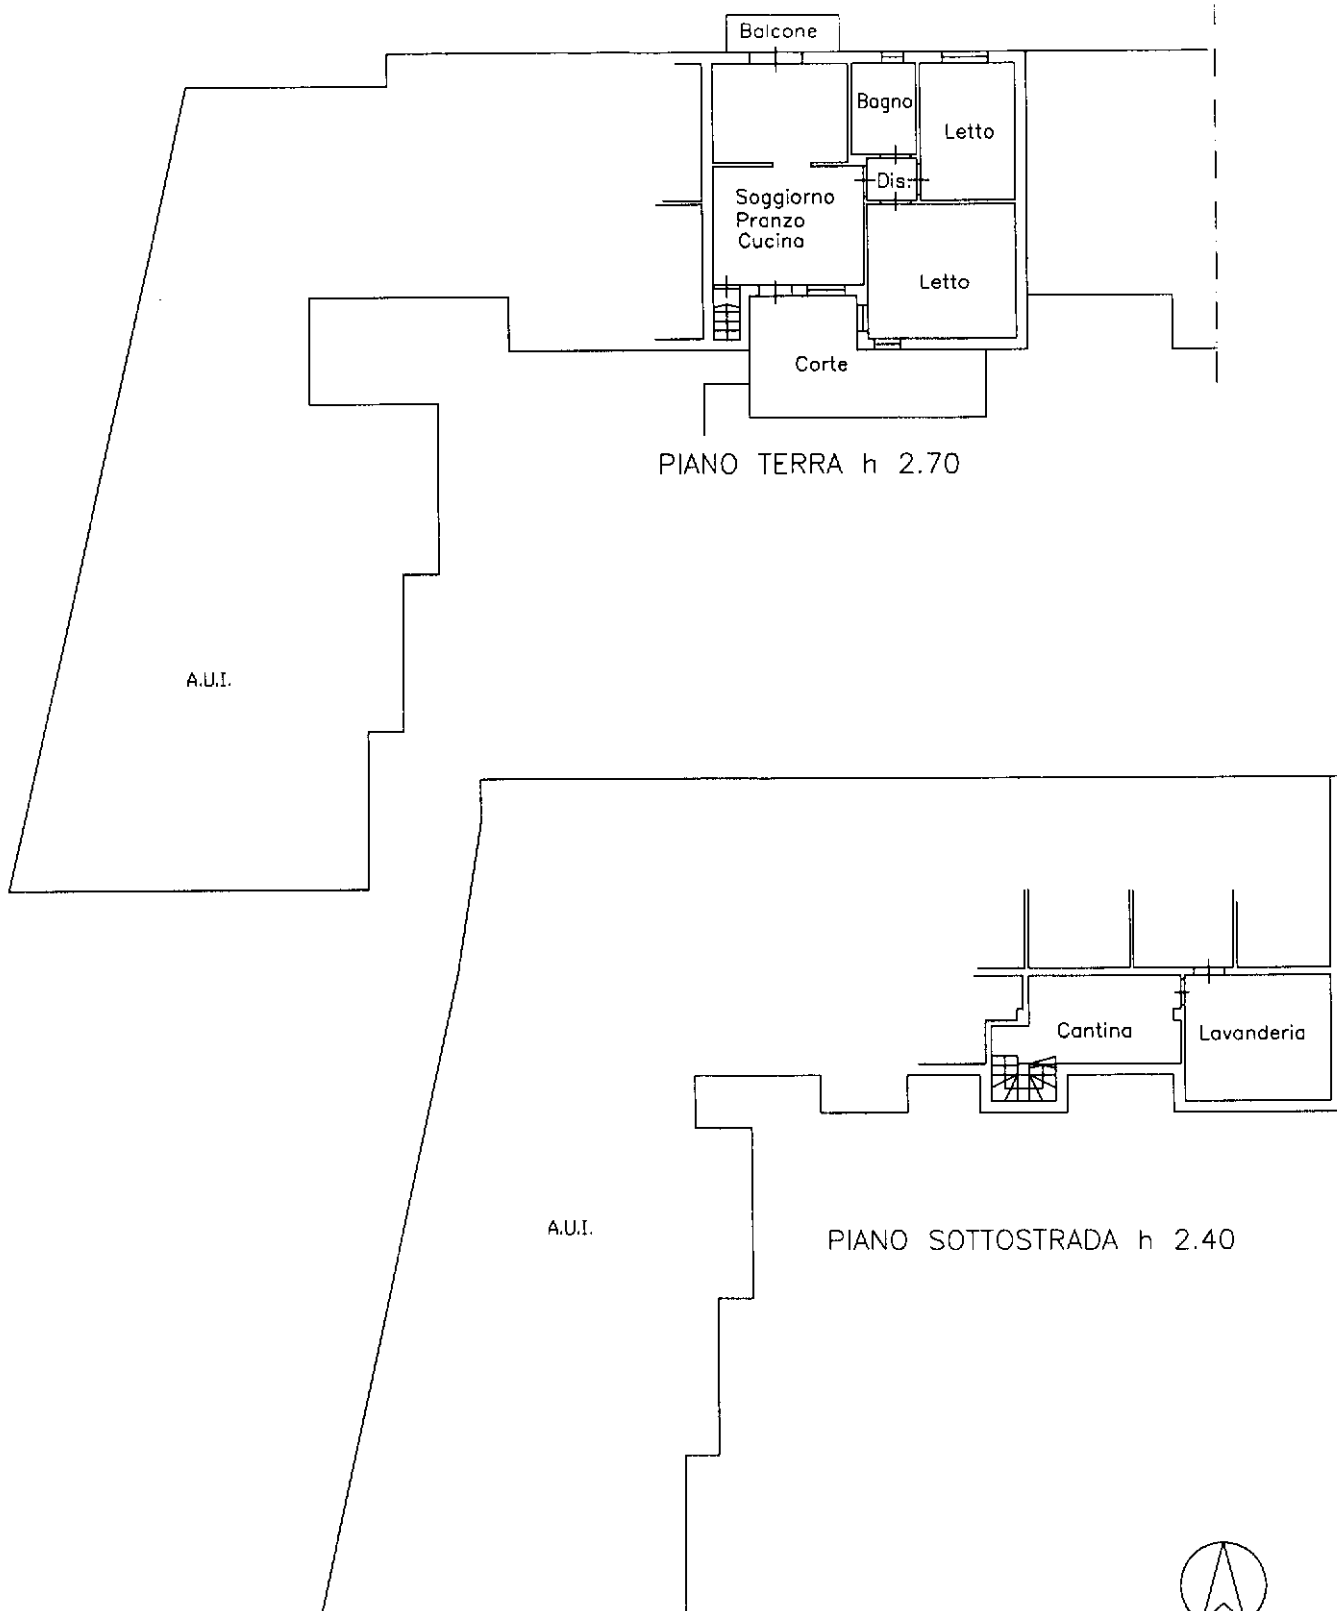 Balcone
Bagno
Letto
Dis.
Soggiorno
Pranzo
Cucina
Letto
Corte
PIANO TERRA h 2.70
A.U.I.
Cantina
Lavanderia
A.U.I.
PIANO SOTTOSTRADA h 2.40